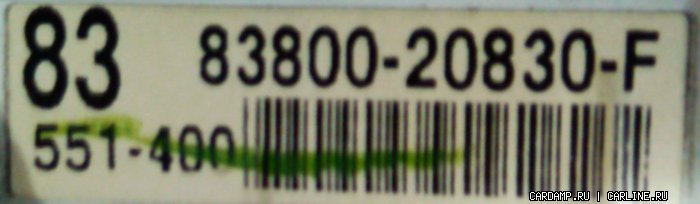 83 83800-20830-F
551-400
CARDAMP.RU | CARLINE.RU